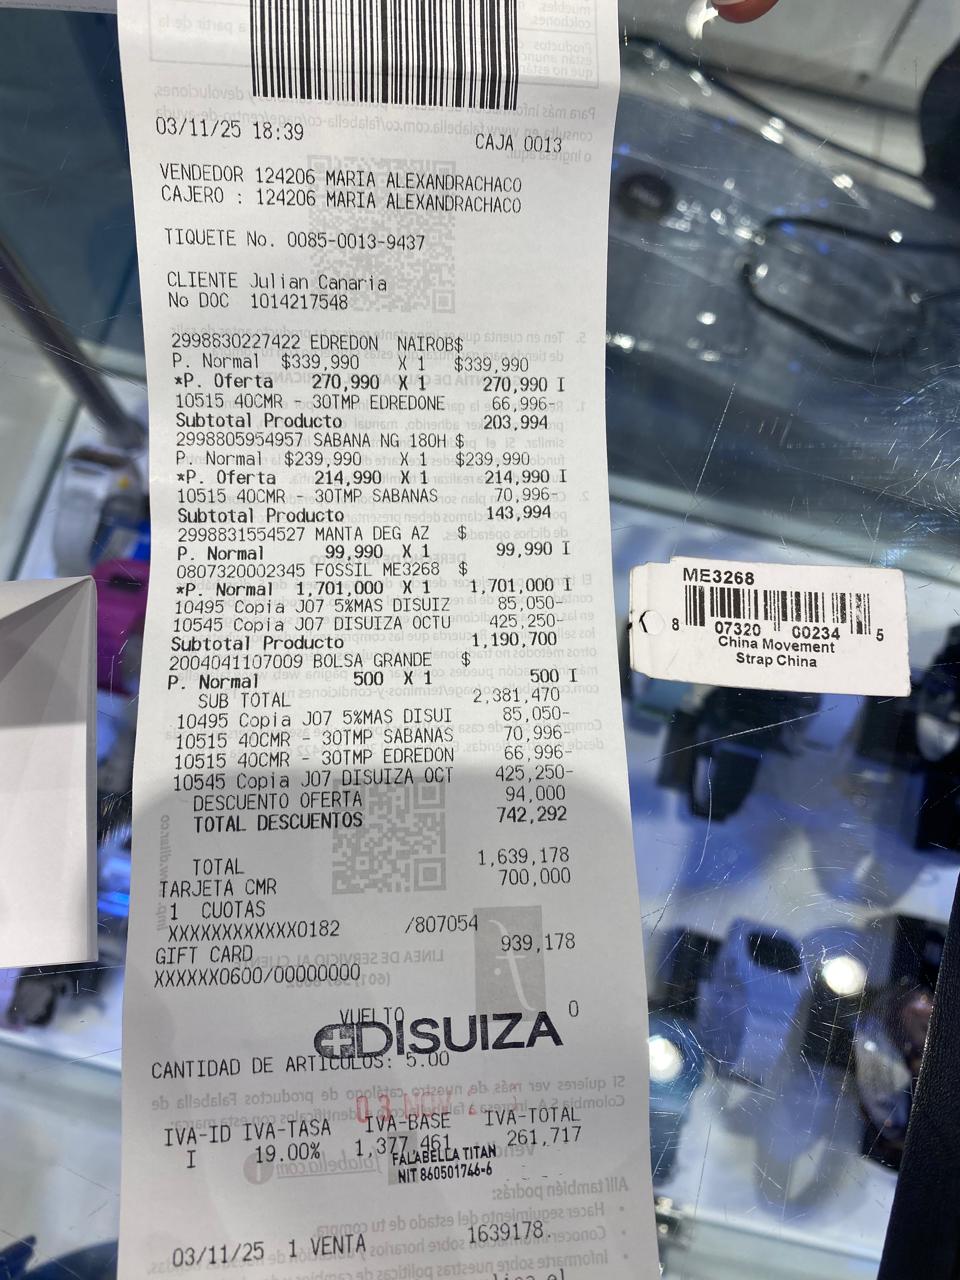 03/11/25 18:39 CAJA 0013
VENDEDOR 124206 MARIA ALEXANDRACHACO
CAJERO : 124206 MARIA ALEXANDRACHACO
TIQUETE No. 0085-0013-9437
CLIENTE Julian Canaria
No DOC 1014217548
2998830227422 EDREDON NAIROB$
P. Normal $339,990 X 1 $339,990
*P. Oferta 270,990 X 1 270,990 I
10515 40CMR - 30TMP EDREDONE 66,996-
Subtotal Producto 203,994
2998805954957 SABANA NG 180H $
P. Normal $239,990 X 1 $239,990
*P. Oferta 214,990 X 1 214,990 I
10515 40CMR - 30TMP SABANAS 70,996-
Subtotal Producto 143,994
2998831554527 MANTA DEG AZ $
P. Normal 99,990 X 1 99,990 I
0807320002345 FOSSIL ME3268 $
*P. Normal 1,701,000 X 1 1,701,000 I
10495 Copia J07 5%MAS DISUIZ 85,050-
10545 Copia J07 DISUIZA OCTU 425,250-
Subtotal Producto 1,190,700
2004041107009 BOLSA GRANDE $
P. Normal 500 X 1 500 I
SUB TOTAL 2,381,470
10495 Copia J07 5%MAS DISUI 85,050-
10515 40CMR - 30TMP SABANAS 70,996-
10515 40CMR - 30TMP EDREDON 66,996-
10545 Copia J07 DISUIZA OCT 425,250-
DESCUENTO OFERTA 94,000
TOTAL DESCUENTOS 742,292
TOTAL 1,639,178
TARJETA CMR 700,000
1 CUOTAS
XXXXXXXXXXXX0182 /807054
GIFT CARD 939,178
XXXXXX0600/00000000
VUELTO 0
DISUIZA
CANTIDAD DE ARTICULOS: 5.00
03 NOV
IVA-ID IVA-TASA IVA-BASE IVA-TOTAL
I 19.00% 1,377,461 261,717
FALABELLA TITAN
NIT 860501746-6
03/11/25 1 VENTA 1639178
ME3268
8 07320 00234 5
China Movement
Strap China